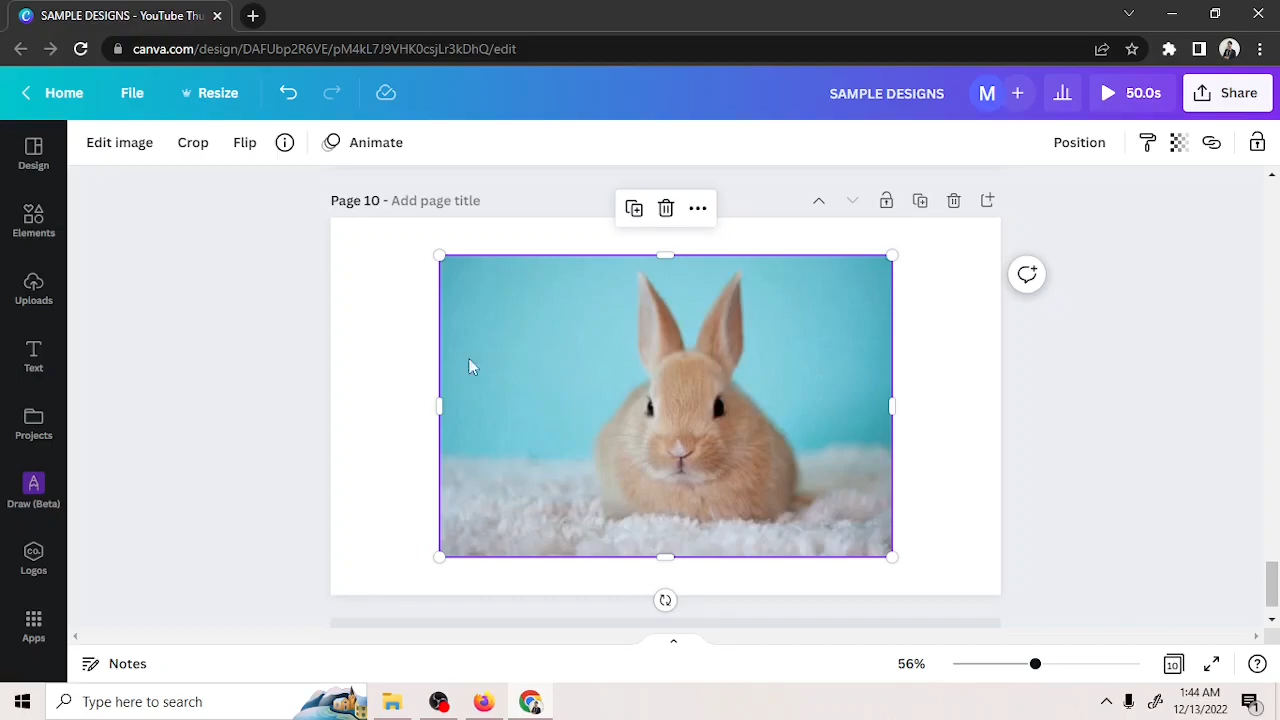 SAMPLE DESIGNS - YouTube Thu
canva.com/design/DAFUbp2R6VE/pM4kL7J9VHK0csjLr3kDhQ/edit
Home File Resize SAMPLE DESIGNS M 50.0s Share
Edit image Crop Flip Animate Position
Design
Elements
Uploads
Text
Projects
Draw (Beta)
CO.
Logos
Apps
Page 10 - Add page title
Notes 56% 10
Type here to search
1:44 AM
12/13/2022
1